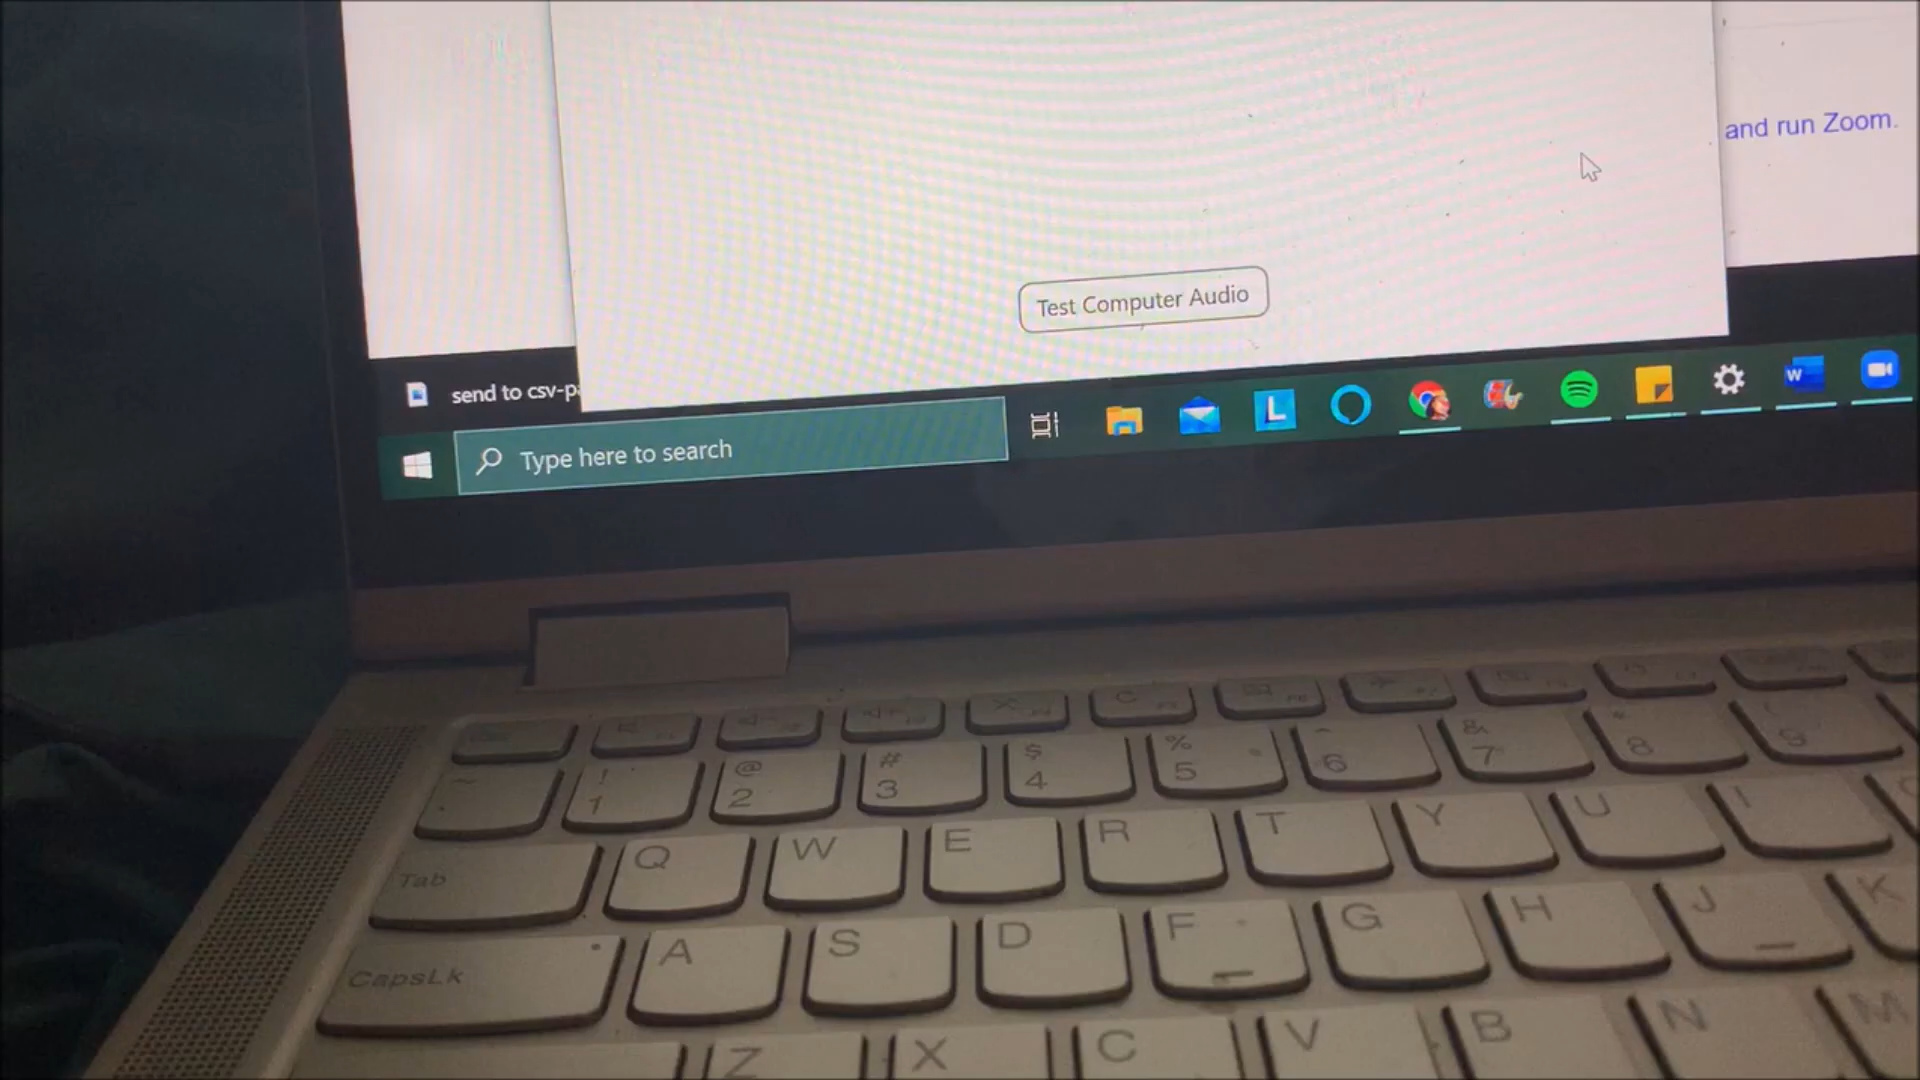 and run Zoom.
Test Computer Audio
send to csv-p
Type here to search
L
W
~ ! @ # $ % ^ & *
1 2 3 4 5 6 7 8 9
Tab Q W E R T Y U I
CapsLk A S D F G H J K
Z X C V B N M